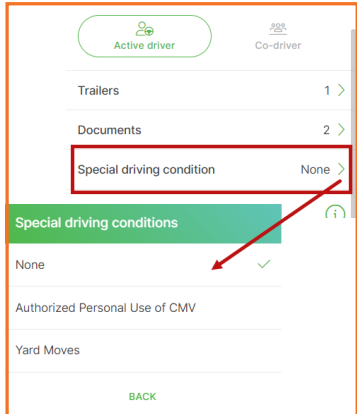 Active driver Co-driver
Trailers 1
Documents 2
Special driving condition None
Special driving conditions
None
Authorized Personal Use of CMV
Yard Moves
BACK